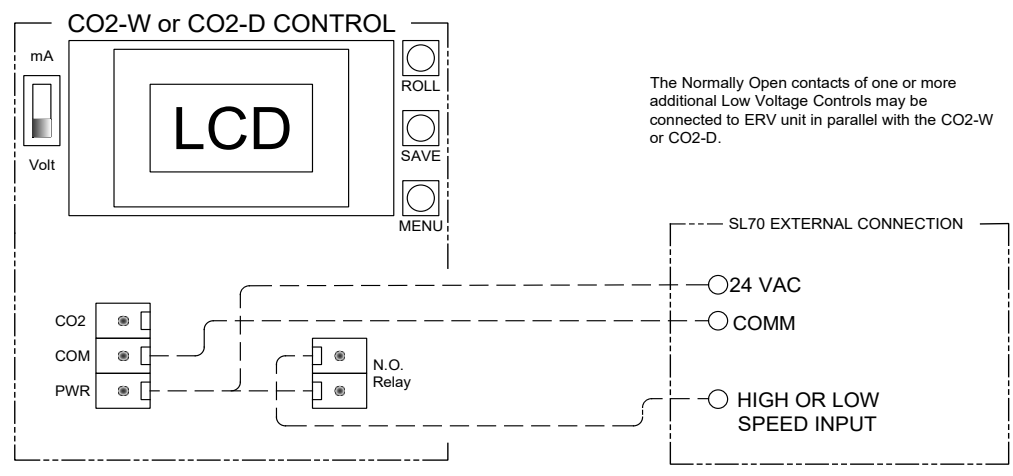 CO2-W or CO2-D CONTROL
mA
Volt
LCD
ROLL
SAVE
MENU
The Normally Open contacts of one or more
additional Low Voltage Controls may be
connected to ERV unit in parallel with the CO2-W
or CO2-D.
SL70 EXTERNAL CONNECTION
24 VAC
COMM
HIGH OR LOW
SPEED INPUT
CO2
COM
PWR
N.O.
Relay